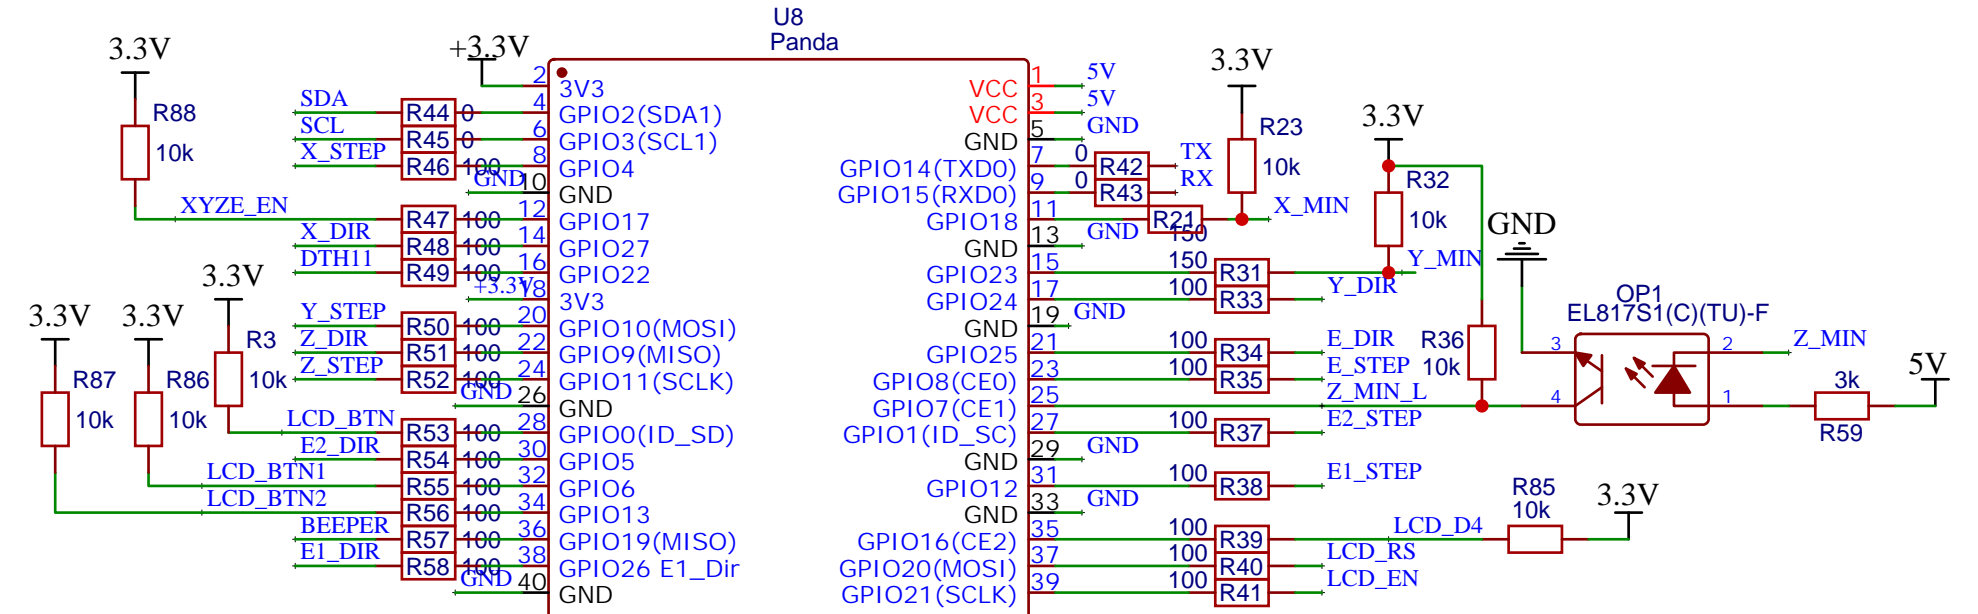 U8
Panda
3.3V
+3.3V
3.3V
3.3V
R88
10k
R23
10k
R32
10k
SDA R44 0 4 GPIO2(SDA1)
SCL R45 0 6 GPIO3(SCL1)
X_STEP R46 100 8 GPIO4
GND 10 GND
XYZE_EN R47 100 12 GPIO17
X_DIR R48 100 14 GPIO27
DTH11 R49 100 16 GPIO22
+3.3V 18 3V3
Y_STEP R50 100 20 GPIO10(MOSI)
Z_DIR R51 100 22 GPIO9(MISO)
Z_STEP R52 100 24 GPIO11(SCLK)
GND 26 GND
LCD_BTN R53 100 28 GPIO0(ID_SD)
E2_DIR R54 100 30 GPIO5
LCD_BTN1 R55 100 32 GPIO6
LCD_BTN2 R56 100 34 GPIO13
BEEPER R57 100 36 GPIO19(MISO)
E1_DIR R58 100 38 GPIO26 E1_Dir
GND 40 GND
2 3V3
3.3V
3.3V
3.3V
R3
10k
R87
10k
R86
10k
VCC 1 5V
VCC 3 5V
GND 5 GND
GPIO14(TXD0) 7 0 R42 TX
GPIO15(RXD0) 9 0 R43 RX
GPIO18 11 R21 150 X_MIN
GND 13 GND
GPIO23 15 150 R31 Y_MIN
GPIO24 17 100 R33 Y_DIR
GND 19 GND
GPIO25 21 100 R34 E_DIR
GPIO8(CE0) 23 100 R35 E_STEP
GPIO7(CE1) 25 Z_MIN_L
GPIO1(ID_SC) 27 100 R37 E2_STEP
GND 29 GND
GPIO12 31 100 R38 E1_STEP
GND 33 GND
GPIO16(CE2) 35 100 R39 LCD_D4
GPIO20(MOSI) 37 100 R40 LCD_RS
GPIO21(SCLK) 39 100 R41 LCD_EN
GND
OP1
EL817S1(C)(TU)-F
R36
10k
3 2 Z_MIN
4 1
3k
R59
5V
R85
10k
3.3V